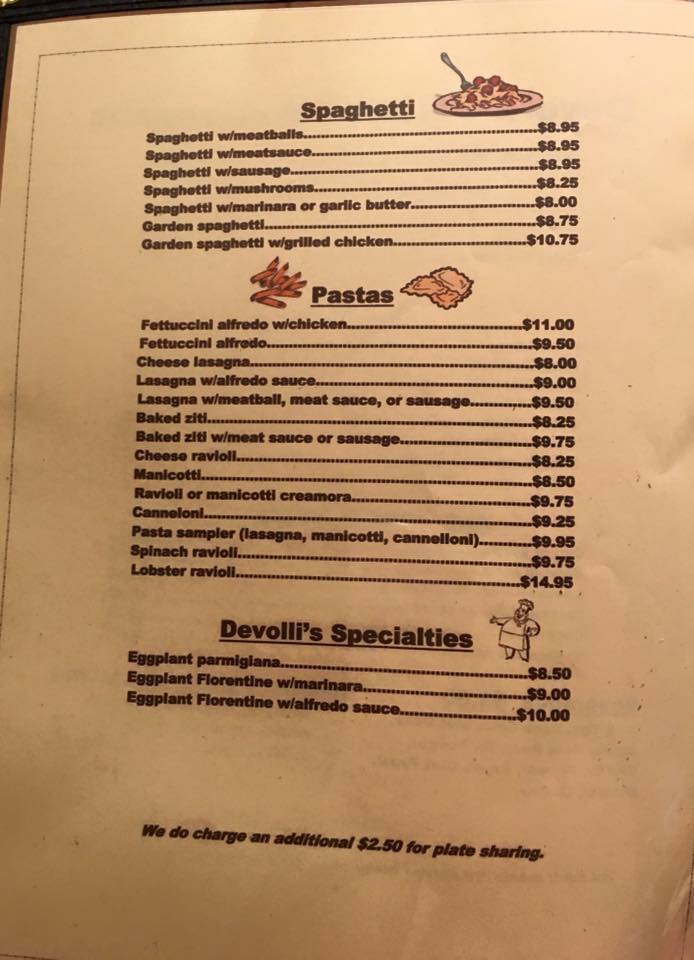 Spaghetti
Spaghetti w/meatballs $8.95
Spaghetti w/meatsauce $8.95
Spaghetti w/sausage $8.95
Spaghetti w/mushrooms $8.25
Spaghetti w/marinara or garlic butter $8.00
Garden spaghetti $8.75
Garden spaghetti w/grilled chicken $10.75
Pastas
Fettuccini alfredo w/chicken $11.00
Fettuccini alfredo $9.50
Cheese lasagna $8.00
Lasagna w/alfredo sauce $9.00
Lasagna w/meatball, meat sauce, or sausage $9.50
Baked ziti $8.25
Baked ziti w/meat sauce or sausage $9.75
Cheese ravioli $8.25
Manicotti $8.50
Ravioli or manicotti creamora $9.75
Canneloni $9.25
Pasta sampler (lasagna, manicotti, cannelloni) $9.95
Spinach ravioli $9.75
Lobster ravioli $14.95
Devolli's Specialties
Eggplant parmigiana $8.50
Eggplant Florentine w/marinara $9.00
Eggplant Florentine w/alfredo sauce $10.00
We do charge an additional $2.50 for plate sharing.